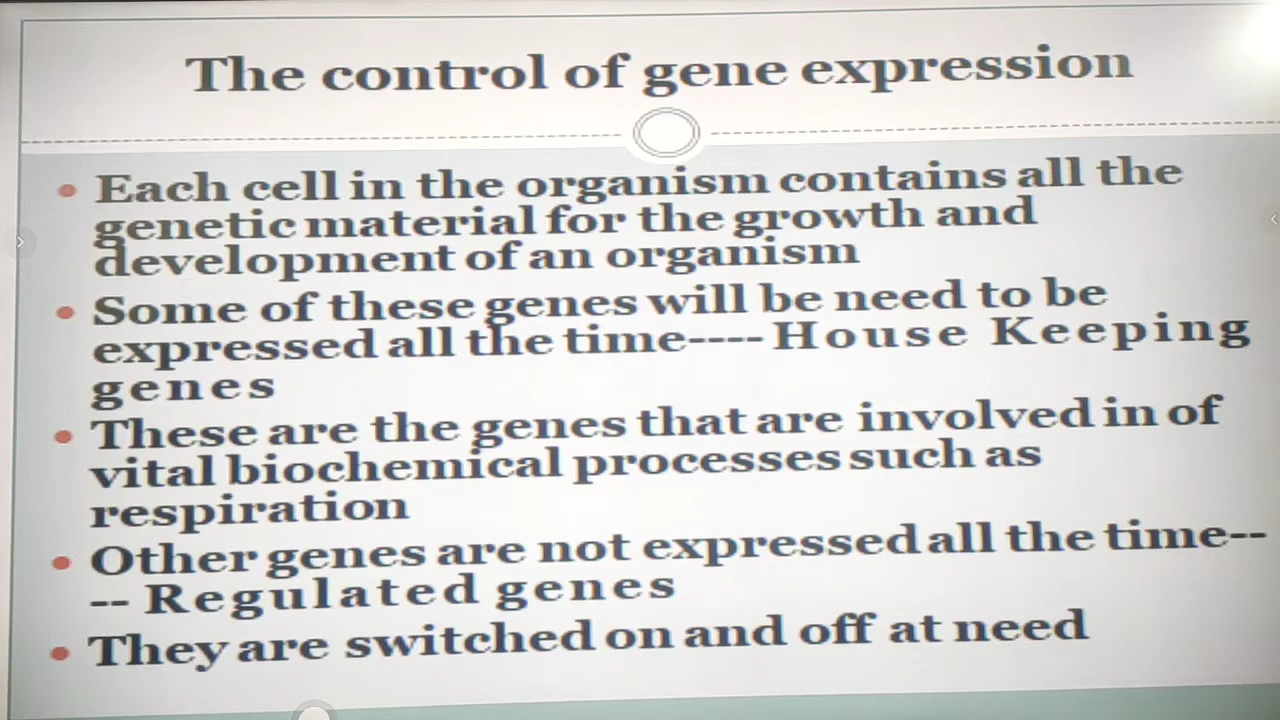 The control of gene expression
• Each cell in the organism contains all the
genetic material for the growth and
development of an organism
• Some of these genes will be need to be
expressed all the time---- House Keeping
genes
• These are the genes that are involved in of
vital biochemical processes such as
respiration
• Other genes are not expressed all the time--
-- Regulated genes
• They are switched on and off at need